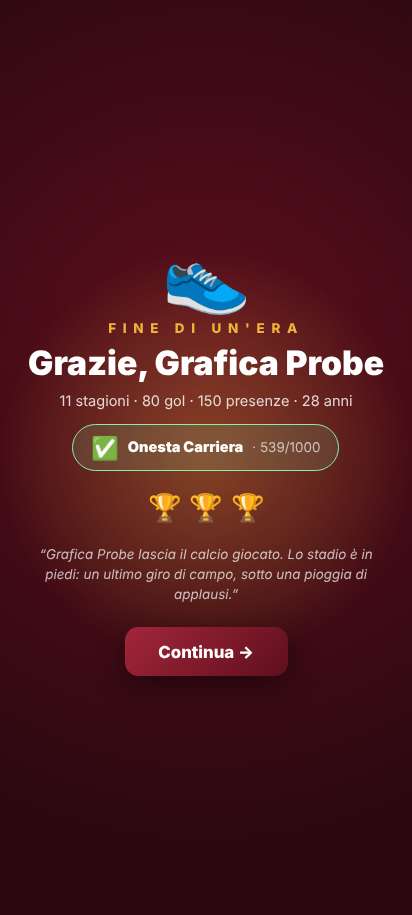 FINE DI UN'ERA
Grazie, Grafica Probe
11 stagioni · 80 gol · 150 presenze · 28 anni
Onesta Carriera · 539/1000
“Grafica Probe lascia il calcio giocato. Lo stadio è in
piedi: un ultimo giro di campo, sotto una pioggia di
applausi.”
Continua →